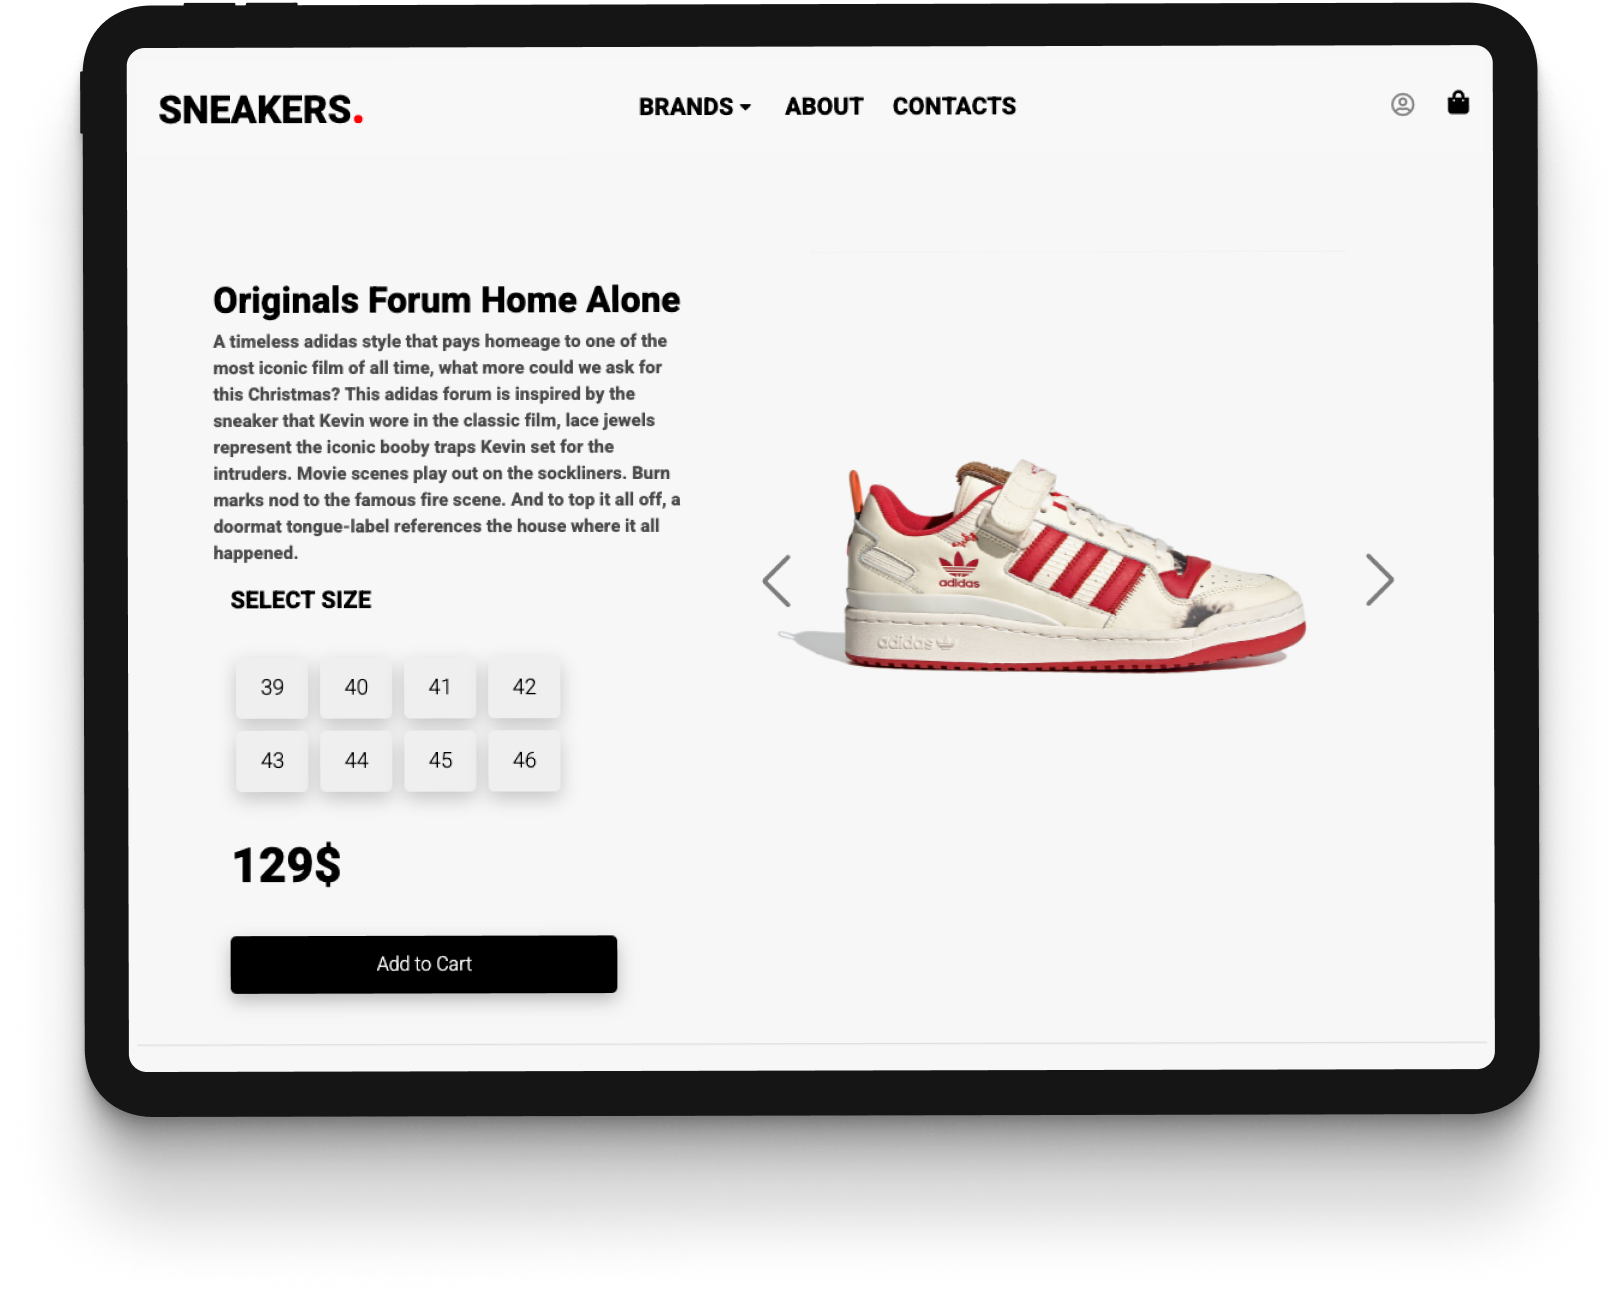 SNEAKERS.
BRANDS ABOUT CONTACTS
Originals Forum Home Alone
A timeless adidas style that pays homeage to one of the
most iconic film of all time, what more could we ask for
this Christmas? This adidas forum is inspired by the
sneaker that Kevin wore in the classic film, lace jewels
represent the iconic booby traps Kevin set for the
intruders. Movie scenes play out on the sockliners. Burn
marks nod to the famous fire scene. And to top it all off, a
doormat tongue-label references the house where it all
happened.
SELECT SIZE
39 40 41 42
43 44 45 46
129$
Add to Cart
adidas
adidas